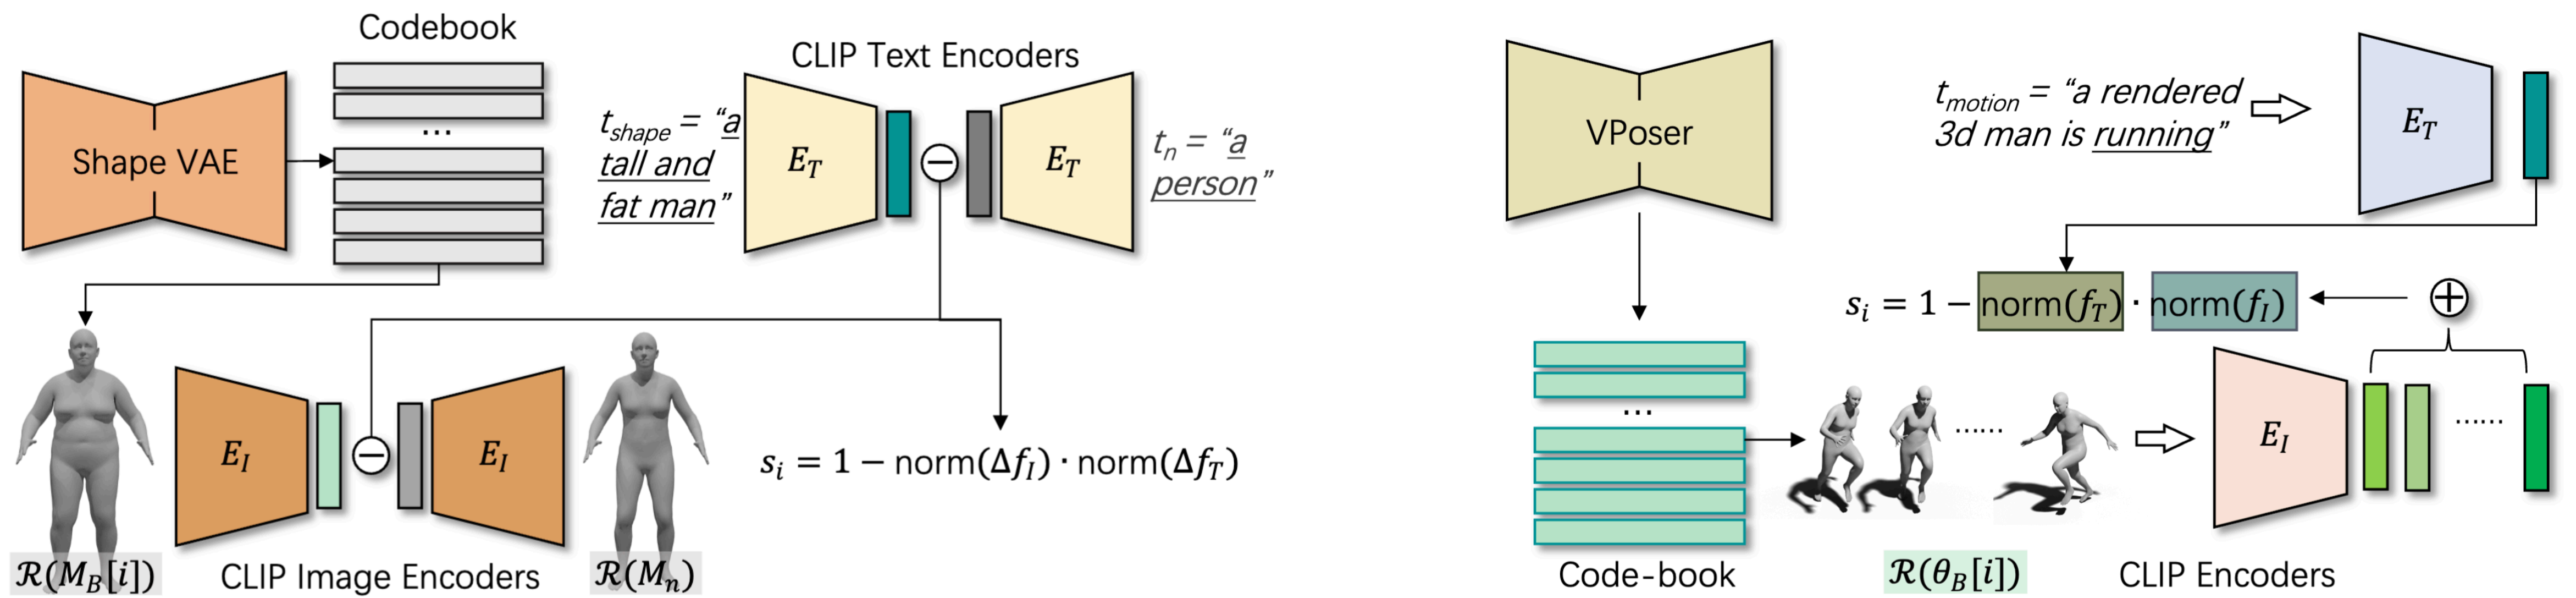 Codebook
...
Shape VAE
CLIP Text Encoders
t_shape = “a
tall and
fat man”
E_T
−
E_T
t_n = “a
person”
ℛ(M_B[i])
E_I
−
E_I
CLIP Image Encoders
ℛ(M_n)
s_i = 1 − norm(Δf_I) · norm(Δf_T)
VPoser
t_motion = “a rendered
3d man is running”
E_T
s_i = 1 − norm(f_T) · norm(f_I)
+
...
......
E_I
......
Code-book
ℛ(θ_B[i])
CLIP Encoders